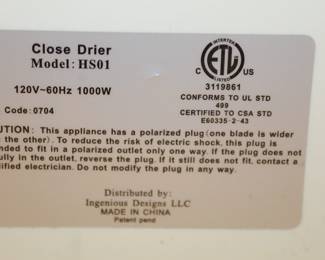 Close Drier
Model: HS01
120V~60Hz 1000W
Code: 0704
INTERTEK
ETL
C US
3119861
CONFORMS TO UL STD
499
CERTIFIED TO CSA STD
E60335-2-43
UTION: This appliance has a polarized plug(one blade is wider
n the other). To reduce the risk of electric shock, this plug is
nded to fit in a polarized outlet only one way. If the plug does not
ully in the outlet, reverse the plug. If it still does not fit, contact a
lified electrician. Do not modify the plug in any way.
Distributed by:
Ingenious Designs LLC
MADE IN CHINA
Patent pend